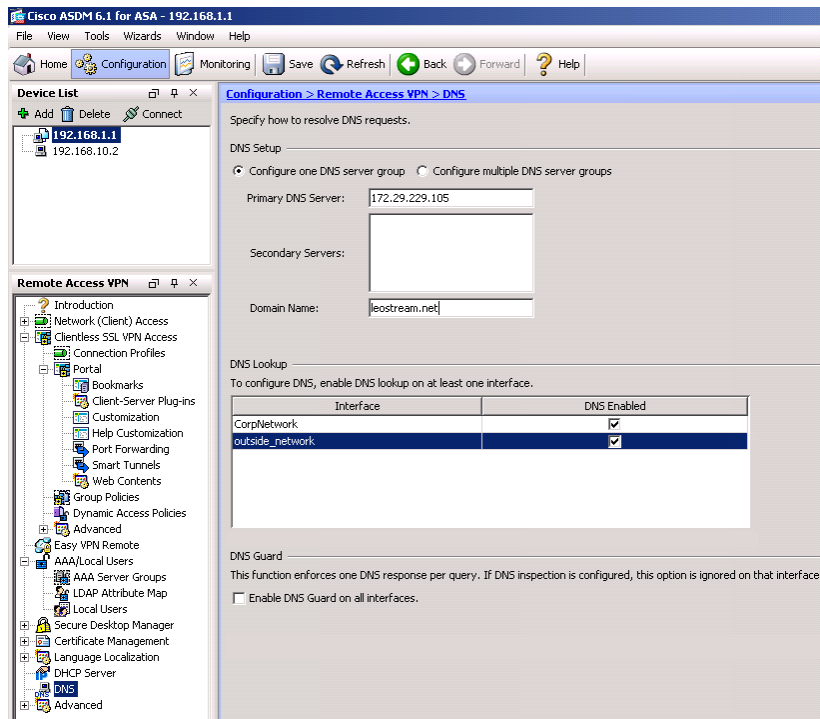 Cisco ASDM 6.1 for ASA - 192.168.1.1
File View Tools Wizards Window Help
Home Configuration Monitoring Save Refresh Back Forward Help
Device List
Add Delete Connect
192.168.1.1
192.168.10.2
Remote Access VPN
Introduction
Network (Client) Access
Clientless SSL VPN Access
Connection Profiles
Portal
Bookmarks
Client-Server Plug-ins
Customization
Help Customization
Port Forwarding
Smart Tunnels
Web Contents
Group Policies
Dynamic Access Policies
Advanced
Easy VPN Remote
AAA/Local Users
AAA Server Groups
LDAP Attribute Map
Local Users
Secure Desktop Manager
Certificate Management
Language Localization
DHCP Server
DNS
Advanced
Configuration > Remote Access VPN > DNS
Specify how to resolve DNS requests.
DNS Setup
Configure one DNS server group Configure multiple DNS server groups
Primary DNS Server: 172.29.229.105
Secondary Servers:
Domain Name: leostream.net
DNS Lookup
To configure DNS, enable DNS lookup on at least one interface.
Interface DNS Enabled
CorpNetwork
outside_network
DNS Guard
This function enforces one DNS response per query. If DNS inspection is configured, this option is ignored on that interface
Enable DNS Guard on all interfaces.